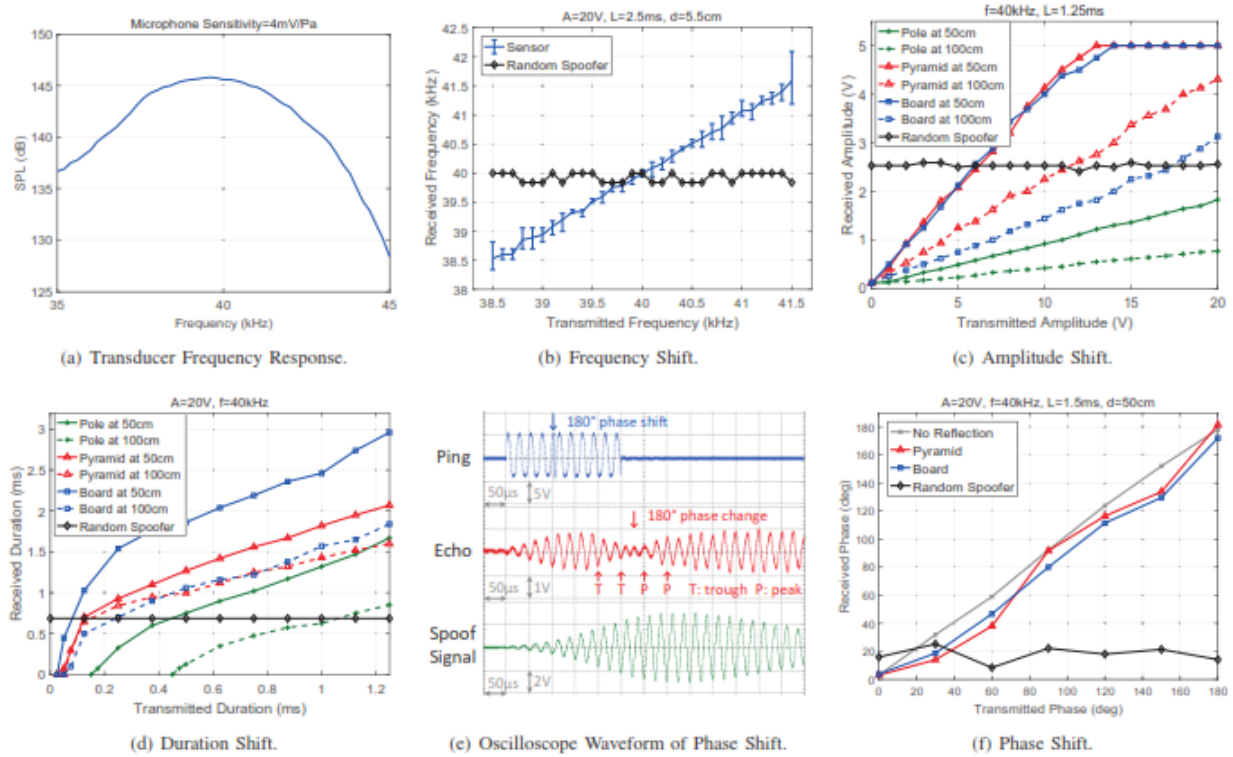 Microphone Sensitivity=4mV/Pa
150
145
140
135
130
125
SPL (dB)
35
40
45
Frequency (kHz)
(a) Transducer Frequency Response.
A=20V, L=2.5ms, d=5.5cm
Sensor
Random Spoofer
42.5
42
41.5
41
40.5
40
39.5
39
38.5
38
Received Frequency (kHz)
38.5
39
39.5
40
40.5
41
41.5
Transmitted Frequency (kHz)
(b) Frequency Shift.
f=40kHz, L=1.25ms
Pole at 50cm
Pole at 100cm
Pyramid at 50cm
Pyramid at 100cm
Board at 50cm
Board at 100cm
Random Spoofer
5
4
3
2
1
0
Received Amplitude (V)
0
5
10
15
20
Transmitted Amplitude (V)
(c) Amplitude Shift.
A=20V, f=40kHz
Pole at 50cm
Pole at 100cm
Pyramid at 50cm
Pyramid at 100cm
Board at 50cm
Board at 100cm
Random Spoofer
3
2.5
2
1.5
1
0.5
0
Received Duration (ms)
0
0.2
0.4
0.6
0.8
1
1.2
Transmitted Duration (ms)
(d) Duration Shift.
180° phase shift
Ping
50µs
5V
180° phase change
Echo
50µs
1V
T T P P T: trough P: peak
Spoof
Signal
50µs
2V
(e) Oscilloscope Waveform of Phase Shift.
A=20V, f=40kHz, L=1.5ms, d=50cm
No Reflection
Pyramid
Board
Random Spoofer
180
160
140
120
100
80
60
40
20
0
Received Phase (deg)
0
20
40
60
80
100
120
140
160
180
Transmitted Phase (deg)
(f) Phase Shift.